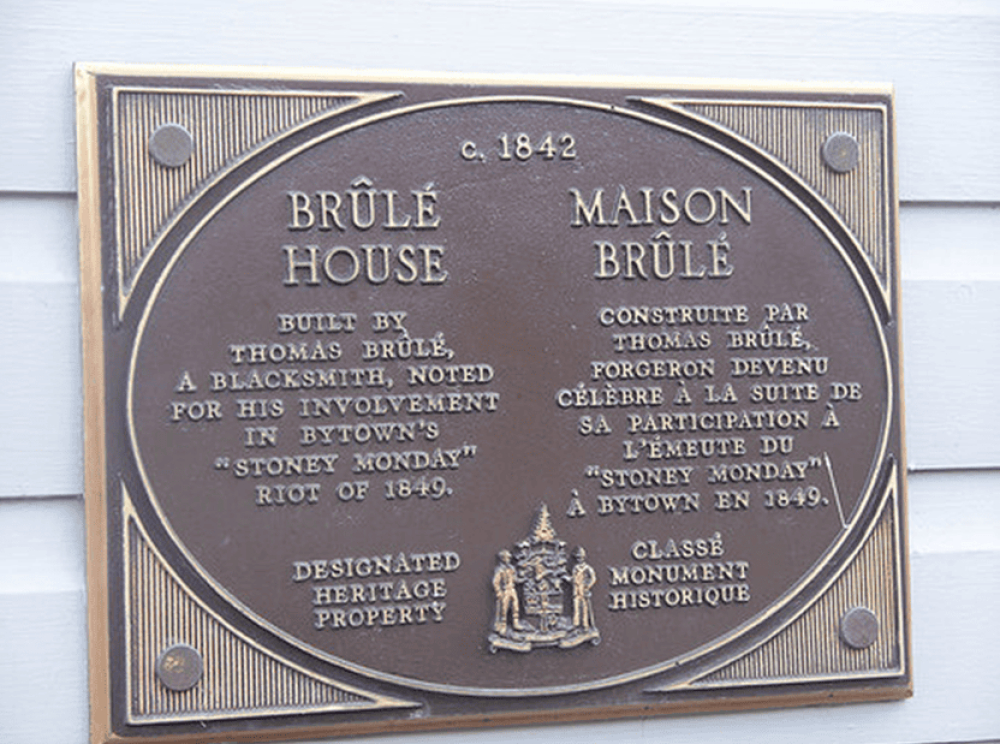 c. 1842
BRÛLÉ
HOUSE
BUILT BY
THOMAS BRÛLÉ,
A BLACKSMITH, NOTED
FOR HIS INVOLVEMENT
IN BYTOWN'S
"STONEY MONDAY"
RIOT OF 1849.
DESIGNATED
HERITAGE
PROPERTY
MAISON
BRÛLÉ
CONSTRUITE PAR
THOMAS BRÛLÉ,
FORGERON DEVENU
CÉLÈBRE À LA SUITE DE
SA PARTICIPATION À
L'ÉMEUTE DU
"STONEY MONDAY"
À BYTOWN EN 1849.
CLASSÉ
MONUMENT
HISTORIQUE